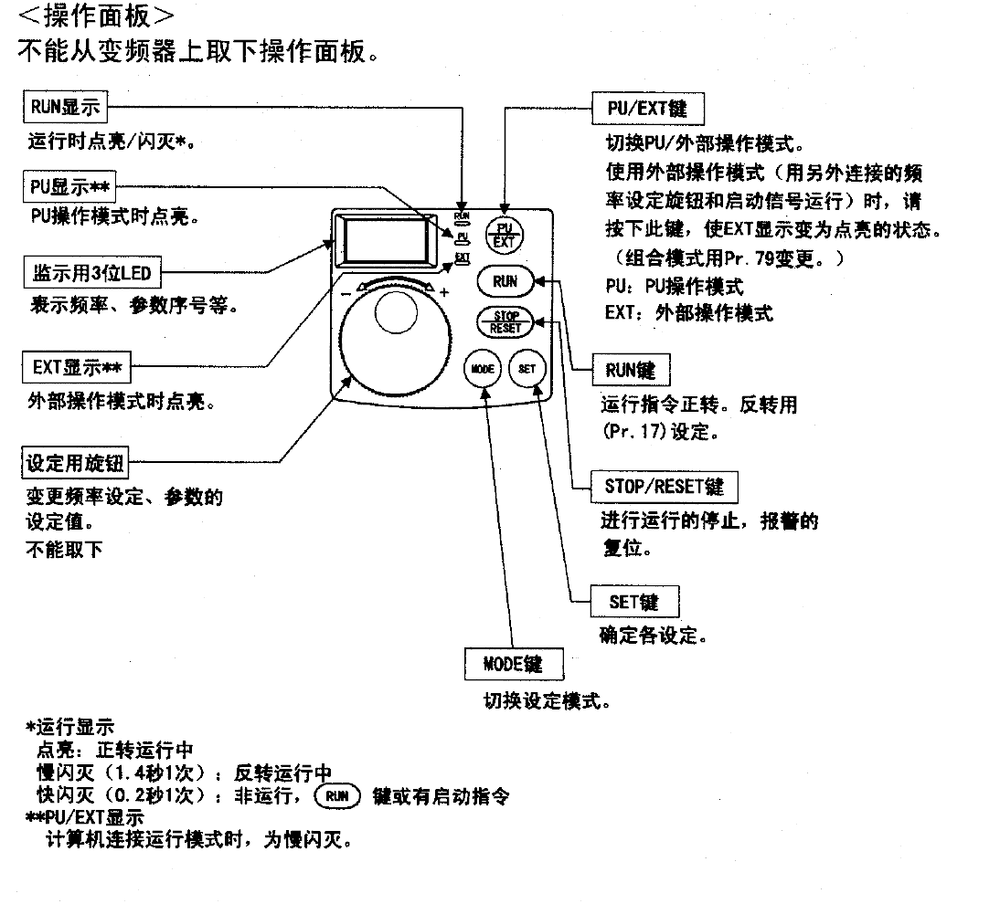 ＜操作面板＞
不能从变频器上取下操作面板。
RUN显示
运行时点亮/闪灭*。
PU显示**
PU操作模式时点亮。
监示用3位LED
表示频率、参数序号等。
EXT显示**
外部操作模式时点亮。
设定用旋钮
变更频率设定、参数的
设定值。
不能取下
RUN
PU
EXT
－
＋
PU
EXT
RUN
STOP
RESET
MODE
SET
PU/EXT键
切换PU/外部操作模式。
使用外部操作模式（用另外连接的频
率设定旋钮和启动信号运行）时，请
按下此键，使EXT显示变为点亮的状态。
（组合模式用Pr.79变更。）
PU：PU操作模式
EXT：外部操作模式
RUN键
运行指令正转。反转用
(Pr.17)设定。
STOP/RESET键
进行运行的停止，报警的
复位。
SET键
确定各设定。
MODE键
切换设定模式。
*运行显示
点亮：正转运行中
慢闪灭（1.4秒1次）：反转运行中
快闪灭（0.2秒1次）：非运行，RUN 键或有启动指令
**PU/EXT显示
计算机连接运行模式时，为慢闪灭。